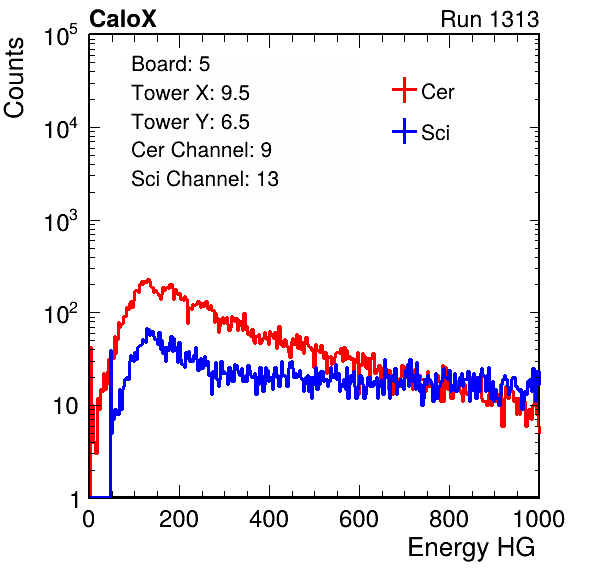 CaloX Run 1313
Counts
10^5
10^4
10^3
10^2
10
1
Board: 5
Tower X: 9.5
Tower Y: 6.5
Cer Channel: 9
Sci Channel: 13
Cer
Sci
0 200 400 600 800 1000
Energy HG